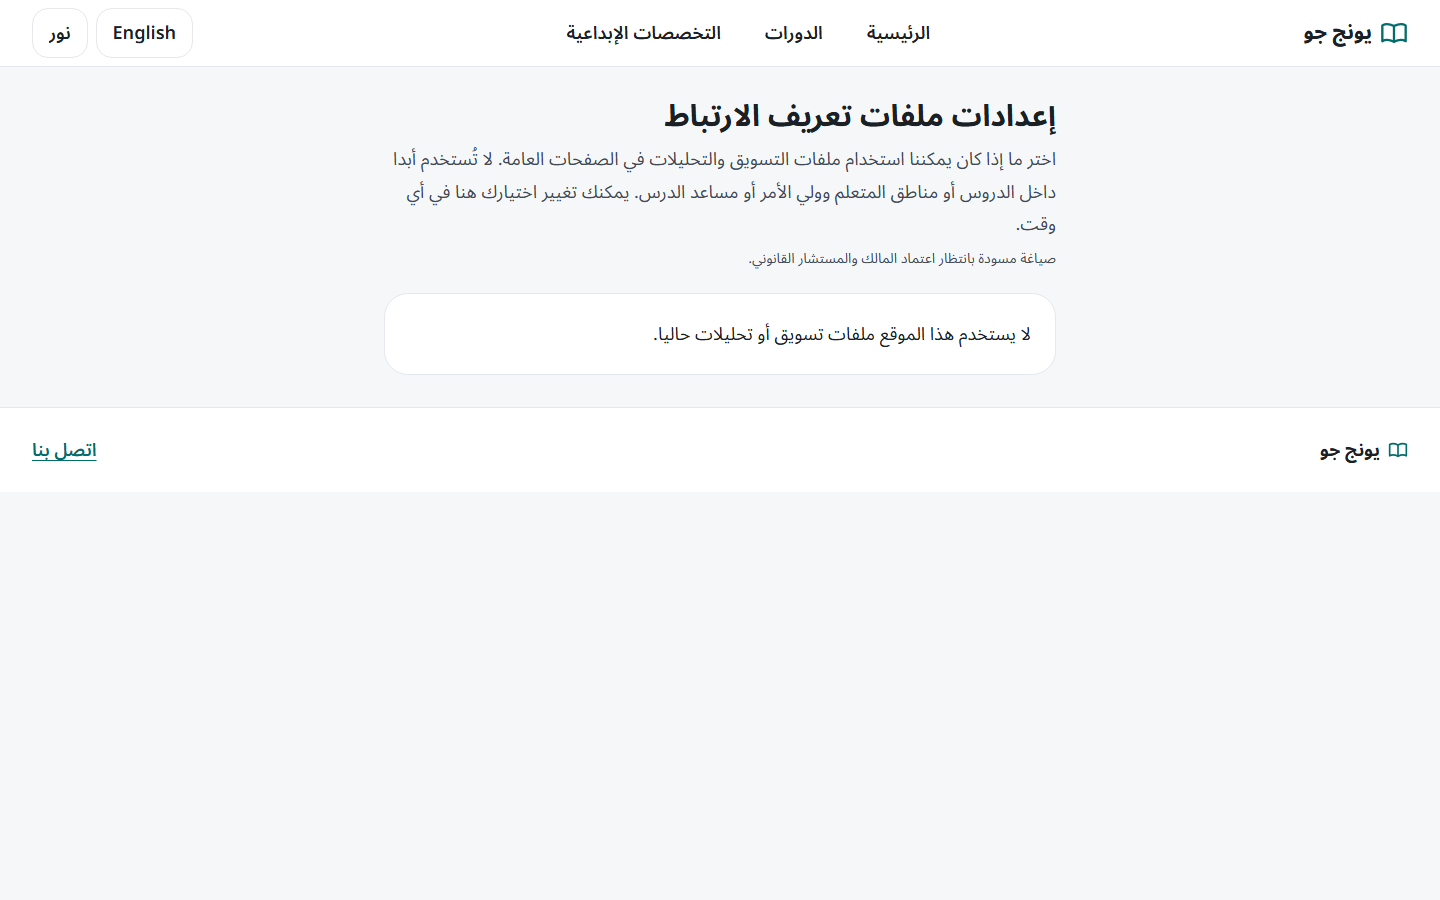 يونج جو
الرئيسية
الدورات
التخصصات الإبداعية
English
نور
إعدادات ملفات تعريف الارتباط
اختر ما إذا كان يمكننا استخدام ملفات التسويق والتحليلات في الصفحات العامة. لا تُستخدم أبدا
داخل الدروس أو مناطق المتعلم وولي الأمر أو مساعد الدرس. يمكنك تغيير اختيارك هنا في أي
وقت.
صياغة مسودة بانتظار اعتماد المالك والمستشار القانوني.
لا يستخدم هذا الموقع ملفات تسويق أو تحليلات حاليا.
يونج جو
اتصل بنا